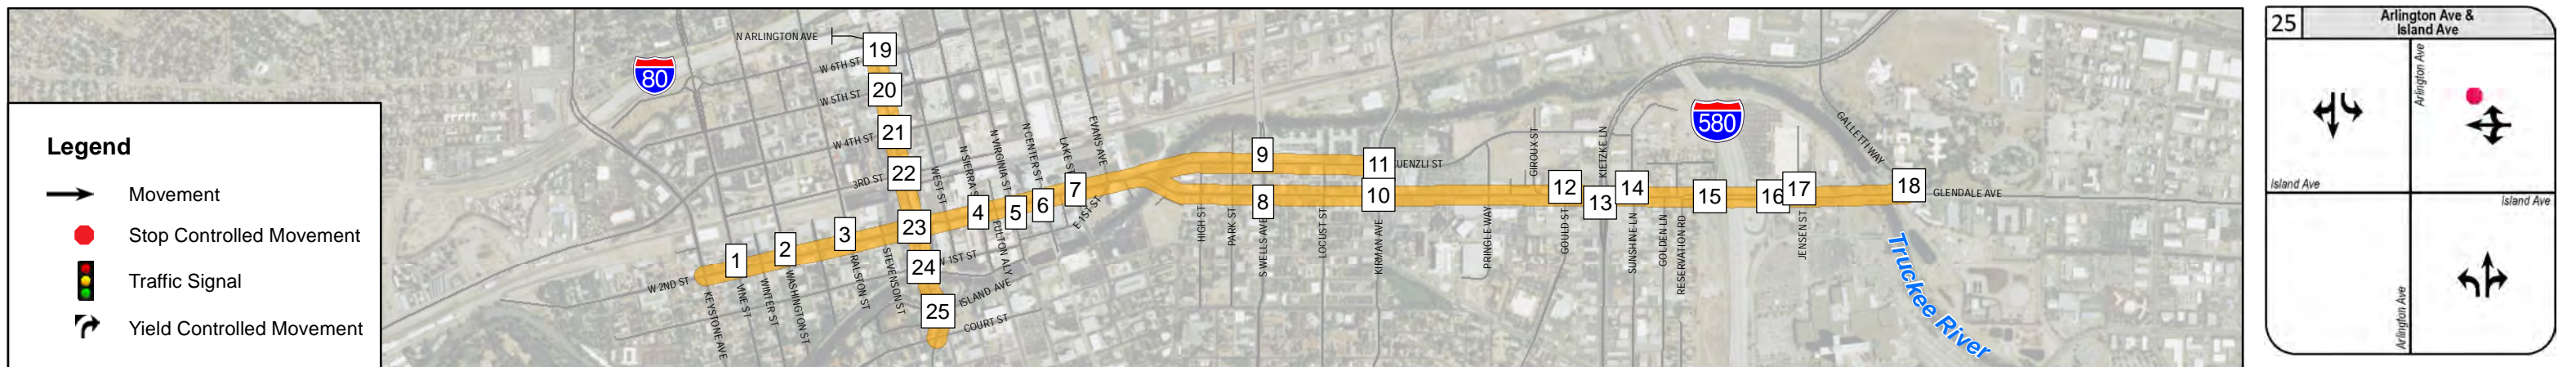 Legend
Movement
Stop Controlled Movement
Traffic Signal
Yield Controlled Movement
80
580
N ARLINGTON AVE
W 6TH ST
W 5TH ST
W 4TH ST
3RD ST
W 2ND ST
W 1ST ST
ISLAND AVE
COURT ST
KEYSTONE AVE
VINE ST
WINTER ST
WASHINGTON ST
RALSTON ST
STEVENSON ST
WEST ST
N SIERRA S
N VIRGINIA ST
N CENTER ST
LAKE ST
EVANS AVE
FULTON ALY
E 1ST ST
HIGH ST
PARK ST
S WELLS AVE
LOCUST ST
KIRMAN AVE
UENZLI ST
PRINGLE WAY
GIROUX ST
GOULD ST
KIETZKE LN
SUNSHINE LN
GOLDEN LN
RESERVATION RD
JENSEN ST
GALLETTI WAY
GLENDALE AVE
Truckee River
1
2
3
4
5
6
7
8
9
10
11
12
13
14
15
16
17
18
19
20
21
22
23
24
25
25
Arlington Ave &
Island Ave
Arlington Ave
Island Ave
Island Ave
Arlington Ave